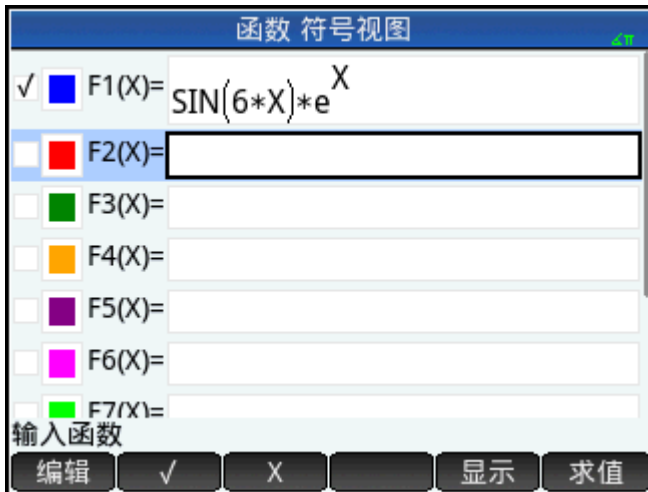 函数 符号视图
∡π
√ F1(X)= SIN(6*X)*e^X
F2(X)=
F3(X)=
F4(X)=
F5(X)=
F6(X)=
F7(X)=
输入函数
编辑 √ X 显示 求值